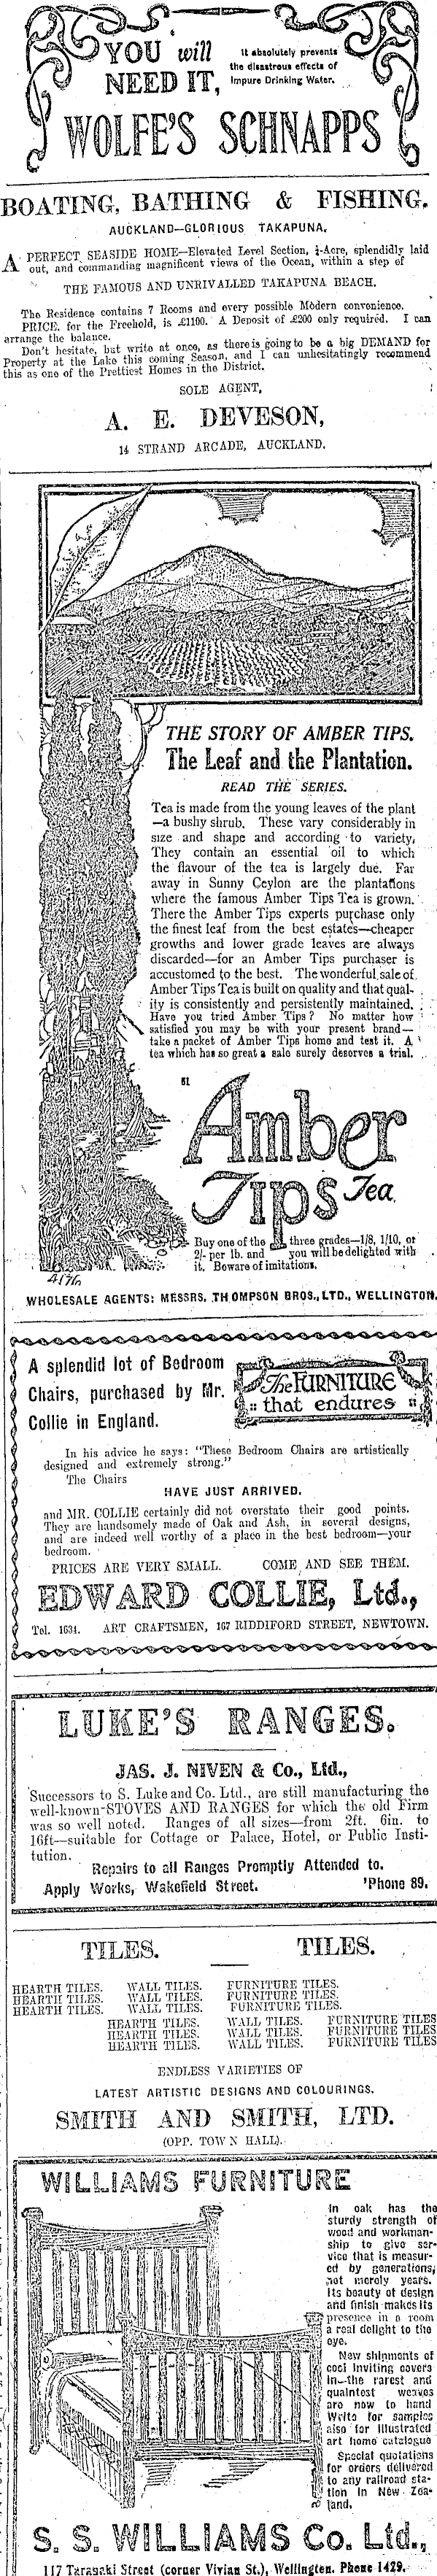 YOU will
NEED IT,
It absolutely prevents
the disastrous effects of
Impure Drinking Water.
WOLFE'S SCHNAPPS
BOATING, BATHING & FISHING.
AUCKLAND—GLORIOUS TAKAPUNA.
A PERFECT SEASIDE HOME—Elevated Level Section, ¼-Acre, splendidly laid
out, and commanding magnificent views of the Ocean, within a step of
THE FAMOUS AND UNRIVALLED TAKAPUNA BEACH.
The Residence contains 7 Rooms and every possible Modern convenience.
PRICE, for the Freehold, is £1100. A Deposit of £200 only required. I can
arrange the balance.
Don't hesitate, but write at once, as there is going to be a big DEMAND for
Property at the Lake this coming Season, and I can unhesitatingly recommend
this as one of the Prettiest Homes in the District.
SOLE AGENT,
A. E. DEVESON,
14 STRAND ARCADE, AUCKLAND.
THE STORY OF AMBER TIPS.
The Leaf and the Plantation.
READ THE SERIES.
Tea is made from the young leaves of the plant
—a bushy shrub. These vary considerably in
size and shape and according to variety.
They contain an essential oil to which
the flavour of the tea is largely due. Far
away in Sunny Ceylon are the plantations
where the famous Amber Tips Tea is grown.
There the Amber Tips experts purchase only
the finest leaf from the best estates—cheaper
growths and lower grade leaves are always
discarded—for an Amber Tips purchaser is
accustomed to the best. The wonderful sale of
Amber Tips Tea is built on quality and that qual-
ity is consistently and persistently maintained.
Have you tried Amber Tips? No matter how
satisfied you may be with your present brand—
take a packet of Amber Tips home and test it. A
tea which has so great a sale surely deserves a trial.
51
Amber
Tips Tea
Buy one of the three grades—1/8, 1/10, or
2/- per lb. and you will be delighted with
it. Beware of imitations.
WHOLESALE AGENTS: MESSRS. THOMPSON BROS., LTD., WELLINGTON.
A splendid lot of Bedroom
Chairs, purchased by Mr.
Collie in England.
The FURNITURE
that endures
In his advice he says: "These Bedroom Chairs are artistically
designed and extremely strong."
The Chairs
HAVE JUST ARRIVED.
and MR. COLLIE certainly did not overstate their good points.
They are handsomely made of Oak and Ash, in several designs,
and are indeed well worthy of a place in the best bedroom—your
bedroom.
PRICES ARE VERY SMALL. COME AND SEE THEM.
EDWARD COLLIE, Ltd.,
Tel. 1634. ART CRAFTSMEN, 167 RIDDIFORD STREET, NEWTOWN.
LUKE'S RANGES.
JAS. J. NIVEN & Co., Ltd.,
Successors to S. Luke and Co. Ltd., are still manufacturing the
well-known STOVES AND RANGES for which the old Firm
was so well noted. Ranges of all sizes—from 2ft. 6in. to
16ft—suitable for Cottage or Palace, Hotel, or Public Insti-
tution.
Repairs to all Ranges Promptly Attended to.
Apply Works, Wakefield Street. 'Phone 89.
TILES. TILES.
HEARTH TILES. WALL TILES. FURNITURE TILES.
HEARTH TILES. WALL TILES. FURNITURE TILES.
HEARTH TILES. WALL TILES. FURNITURE TILES.
HEARTH TILES. WALL TILES. FURNITURE TILES
HEARTH TILES. WALL TILES. FURNITURE TILES
HEARTH TILES. WALL TILES. FURNITURE TILES
ENDLESS VARIETIES OF
LATEST ARTISTIC DESIGNS AND COLOURINGS.
SMITH AND SMITH, LTD.
(OPP. TOWN HALL).
WILLIAMS FURNITURE
In oak has the
sturdy strength of
wood and workman-
ship to give ser-
vice that is measur-
ed by generations,
not merely years.
Its beauty of design
and finish makes its
presence in a room
a real delight to the
eye.
New shipments of
cosi inviting covers
in—the rarest and
quaintest weaves
are now to hand
Write for samples
also for illustrated
art home catalogue
Special quotations
for orders delivered
to any railroad sta-
tion in New Zea-
land.
S. S. WILLIAMS Co. Ltd.,
117 Taranaki Street (corner Vivian St.), Wellington. Phone 1429.